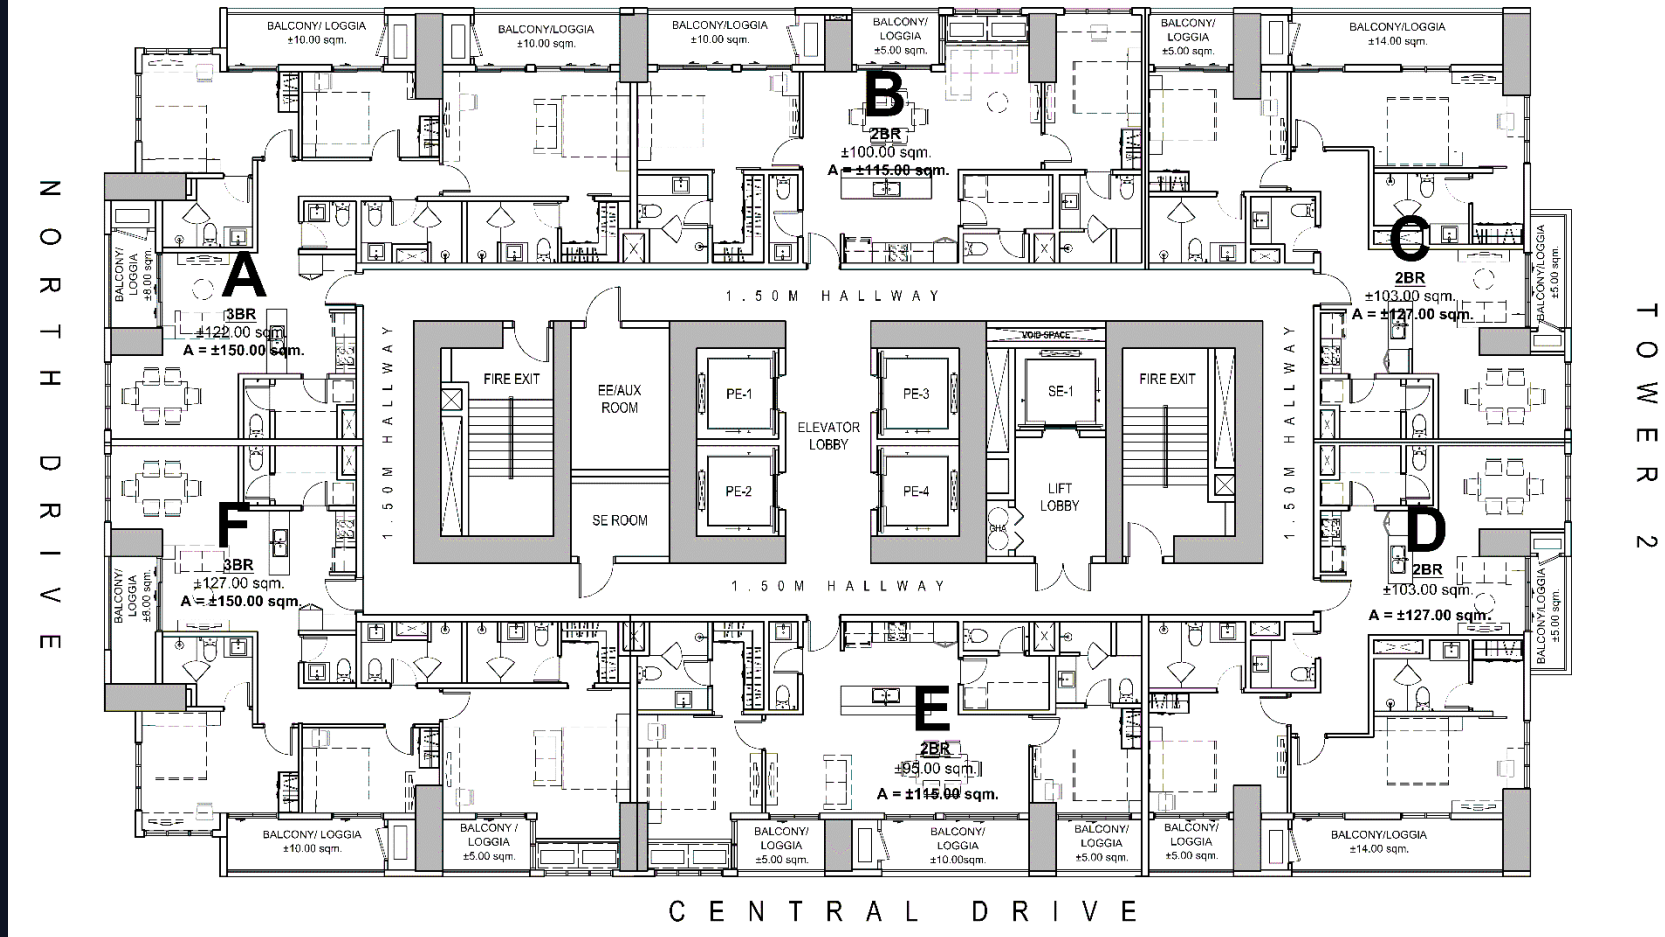 BALCONY/ LOGGIA
±10.00 sqm.
BALCONY/LOGGIA
±10.00 sqm.
BALCONY/LOGGIA
±10.00 sqm.
BALCONY/
LOGGIA
±5.00 sqm.
BALCONY/
LOGGIA
±5.00 sqm.
BALCONY/LOGGIA
±14.00 sqm.
B
2BR
±100.00 sqm.
A = ±115.00 sqm.
NORTH DRIVE
BALCONY/
LOGGIA
±8.00 sqm.
A
3BR
±122.00 sqm.
A = ±150.00 sqm.
C
2BR
±103.00 sqm.
A = ±127.00 sqm.
BALCONY/LOGGIA
±5.00 sqm.
TOWER 2
1.50M HALLWAY
1.50M HALLWAY
FIRE EXIT
EE/AUX
ROOM
PE-1
ELEVATOR
LOBBY
PE-3
VOID SPACE
SE-1
FIRE EXIT
1.50M HALLWAY
PE-2
SE ROOM
PE-4
LIFT
LOBBY
GHA
1.50M HALLWAY
F
3BR
±127.00 sqm.
A = ±150.00 sqm.
BALCONY/
LOGGIA
±8.00 sqm.
D
2BR
±103.00 sqm.
A = ±127.00 sqm.
BALCONY/LOGGIA
±5.00 sqm.
E
2BR
±95.00 sqm.
A = ±115.00 sqm.
BALCONY/ LOGGIA
±10.00 sqm.
BALCONY /
LOGGIA
±5.00 sqm.
BALCONY/
LOGGIA
±5.00 sqm.
BALCONY/
LOGGIA
±10.00sqm.
BALCONY/
LOGGIA
±5.00 sqm.
BALCONY/
LOGGIA
±5.00 sqm.
BALCONY/LOGGIA
±14.00 sqm.
CENTRAL DRIVE